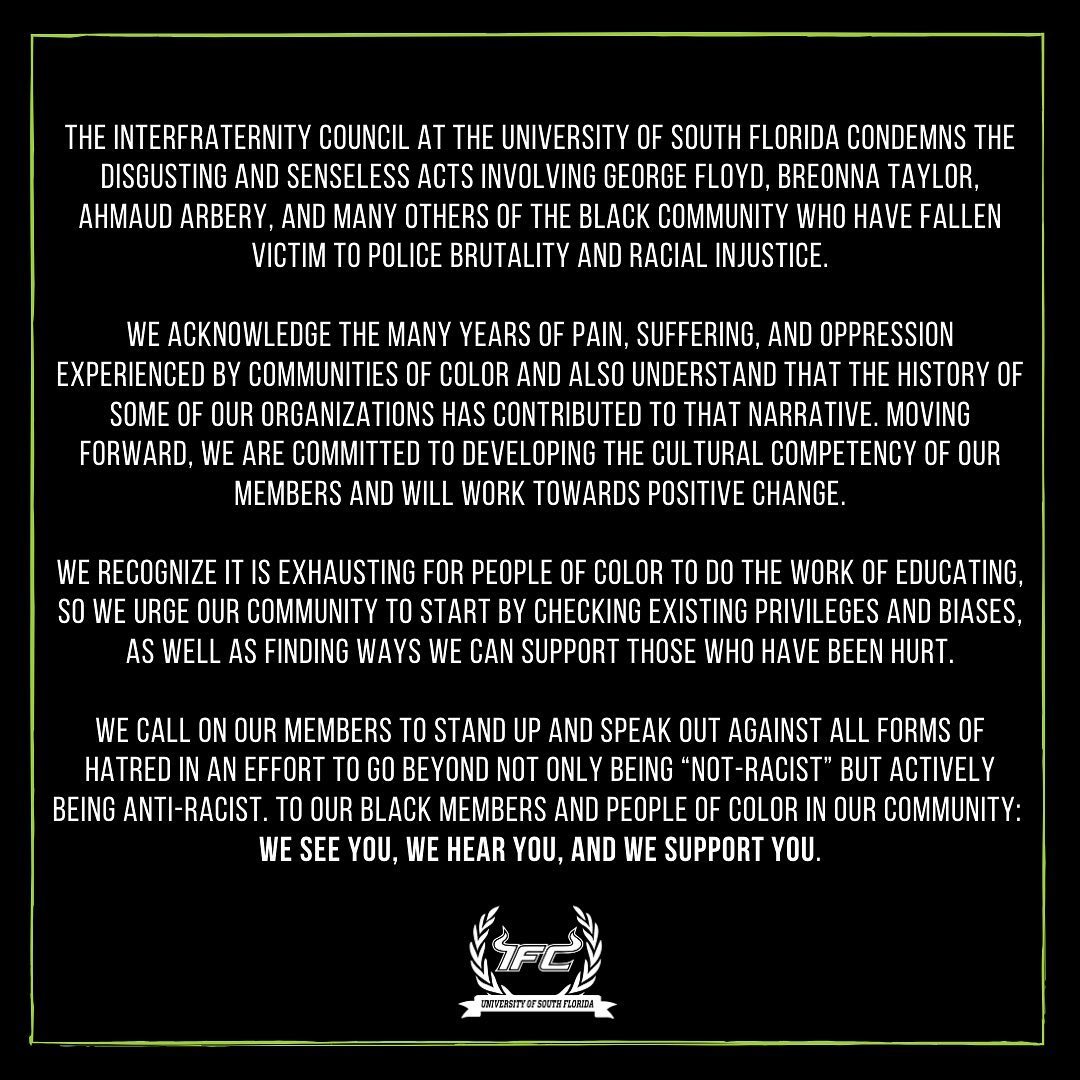 THE INTERFRATERNITY COUNCIL AT THE UNIVERSITY OF SOUTH FLORIDA CONDEMNS THE
DISGUSTING AND SENSELESS ACTS INVOLVING GEORGE FLOYD, BREONNA TAYLOR,
AHMAUD ARBERY, AND MANY OTHERS OF THE BLACK COMMUNITY WHO HAVE FALLEN
VICTIM TO POLICE BRUTALITY AND RACIAL INJUSTICE.
WE ACKNOWLEDGE THE MANY YEARS OF PAIN, SUFFERING, AND OPPRESSION
EXPERIENCED BY COMMUNITIES OF COLOR AND ALSO UNDERSTAND THAT THE HISTORY OF
SOME OF OUR ORGANIZATIONS HAS CONTRIBUTED TO THAT NARRATIVE. MOVING
FORWARD, WE ARE COMMITTED TO DEVELOPING THE CULTURAL COMPETENCY OF OUR
MEMBERS AND WILL WORK TOWARDS POSITIVE CHANGE.
WE RECOGNIZE IT IS EXHAUSTING FOR PEOPLE OF COLOR TO DO THE WORK OF EDUCATING,
SO WE URGE OUR COMMUNITY TO START BY CHECKING EXISTING PRIVILEGES AND BIASES,
AS WELL AS FINDING WAYS WE CAN SUPPORT THOSE WHO HAVE BEEN HURT.
WE CALL ON OUR MEMBERS TO STAND UP AND SPEAK OUT AGAINST ALL FORMS OF
HATRED IN AN EFFORT TO GO BEYOND NOT ONLY BEING “NOT-RACIST” BUT ACTIVELY
BEING ANTI-RACIST. TO OUR BLACK MEMBERS AND PEOPLE OF COLOR IN OUR COMMUNITY:
WE SEE YOU, WE HEAR YOU, AND WE SUPPORT YOU.
IFC
UNIVERSITY OF SOUTH FLORIDA